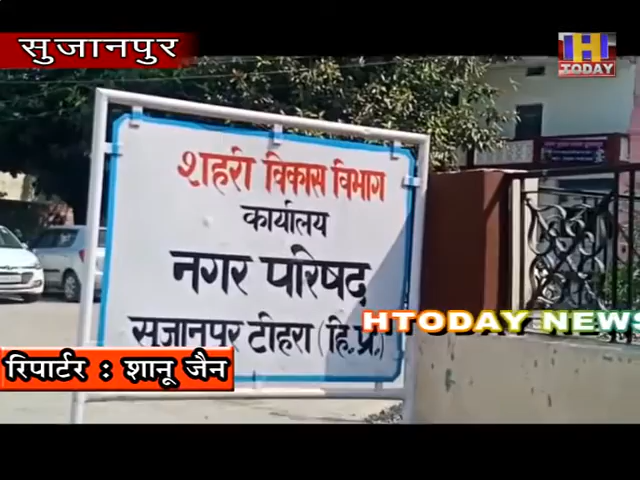 सुजानपुर
H
TODAY
शहरी विकास विभाग
कार्यालय
नगर परिषद
सुजानपुर टीहरा (हि.प्र.)
HTODAY NEWS
रिपार्टर : शानू जैन